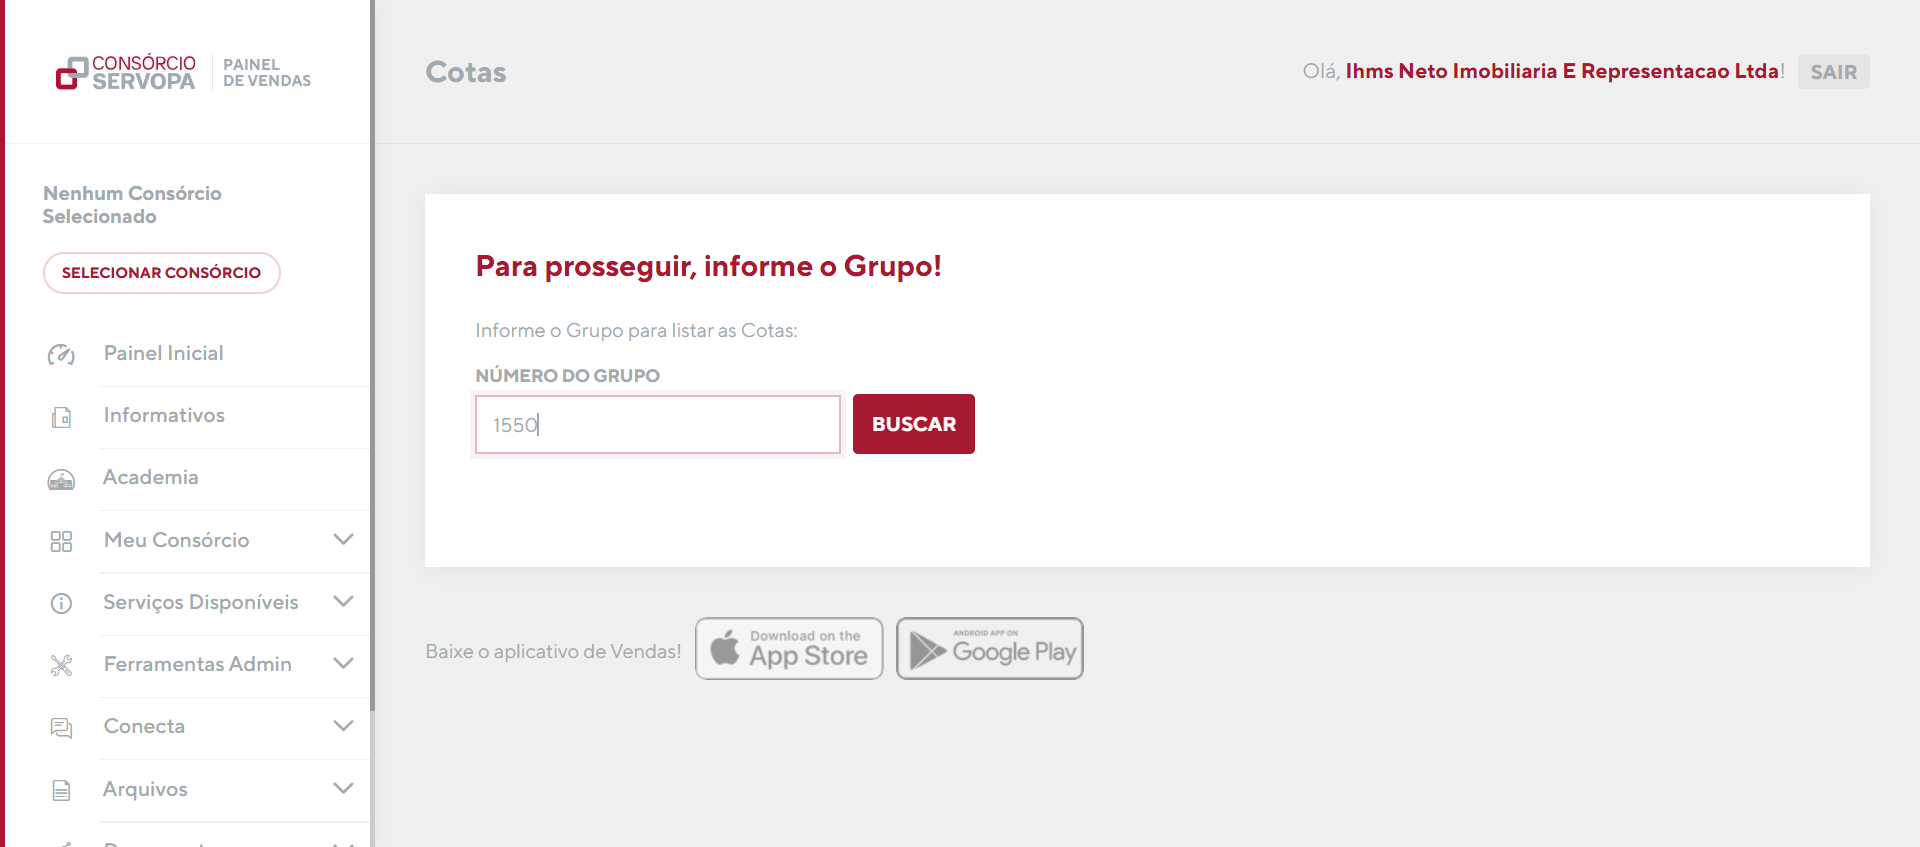 CONSÓRCIO
SERVOPA
PAINEL
DE VENDAS
Nenhum Consórcio
Selecionado
SELECIONAR CONSÓRCIO
Painel Inicial
Informativos
Academia
Meu Consórcio
Serviços Disponíveis
Ferramentas Admin
Conecta
Arquivos
Cotas
Olá, Ihms Neto Imobiliaria E Representacao Ltda!
SAIR
Para prosseguir, informe o Grupo!
Informe o Grupo para listar as Cotas:
NÚMERO DO GRUPO
1550
BUSCAR
Baixe o aplicativo de Vendas!
Download on the
App Store
ANDROID APP ON
Google Play